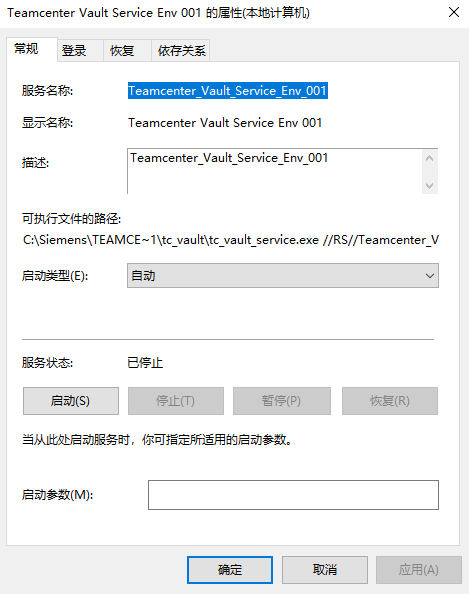 Teamcenter Vault Service Env 001 的属性(本地计算机)
常规 登录 恢复 依存关系
服务名称: Teamcenter_Vault_Service_Env_001
显示名称: Teamcenter Vault Service Env 001
描述: Teamcenter_Vault_Service_Env_001
可执行文件的路径:
C:\Siemens\TEAMCE~1\tc_vault\tc_vault_service.exe //RS//Teamcenter_V
启动类型(E): 自动
服务状态: 已停止
启动(S) 停止(T) 暂停(P) 恢复(R)
当从此处启动服务时，你可指定所适用的启动参数。
启动参数(M):
确定 取消 应用(A)